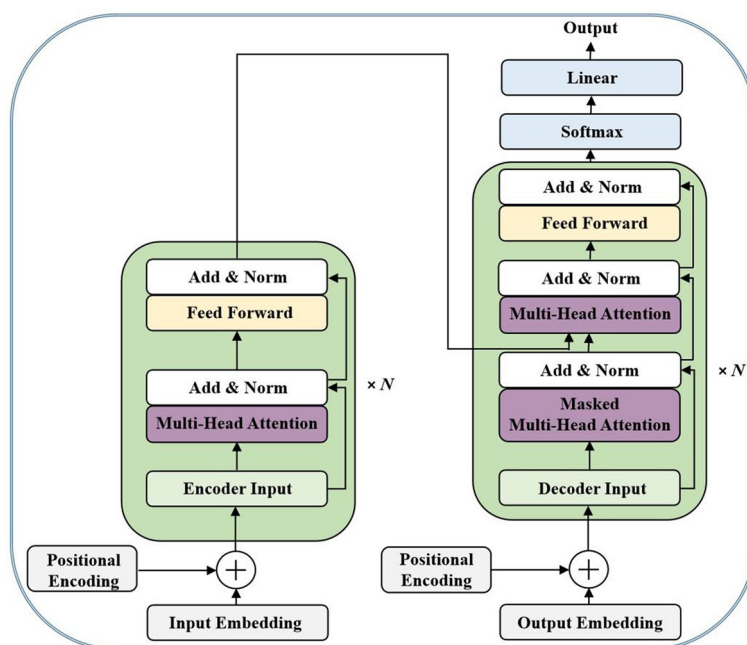 Output
Linear
Softmax
Add & Norm
Feed Forward
Add & Norm
Multi-Head Attention
Add & Norm
Masked
Multi-Head Attention
Decoder Input
× N
Positional
Encoding
Output Embedding
Add & Norm
Feed Forward
Add & Norm
Multi-Head Attention
Encoder Input
× N
Positional
Encoding
Input Embedding